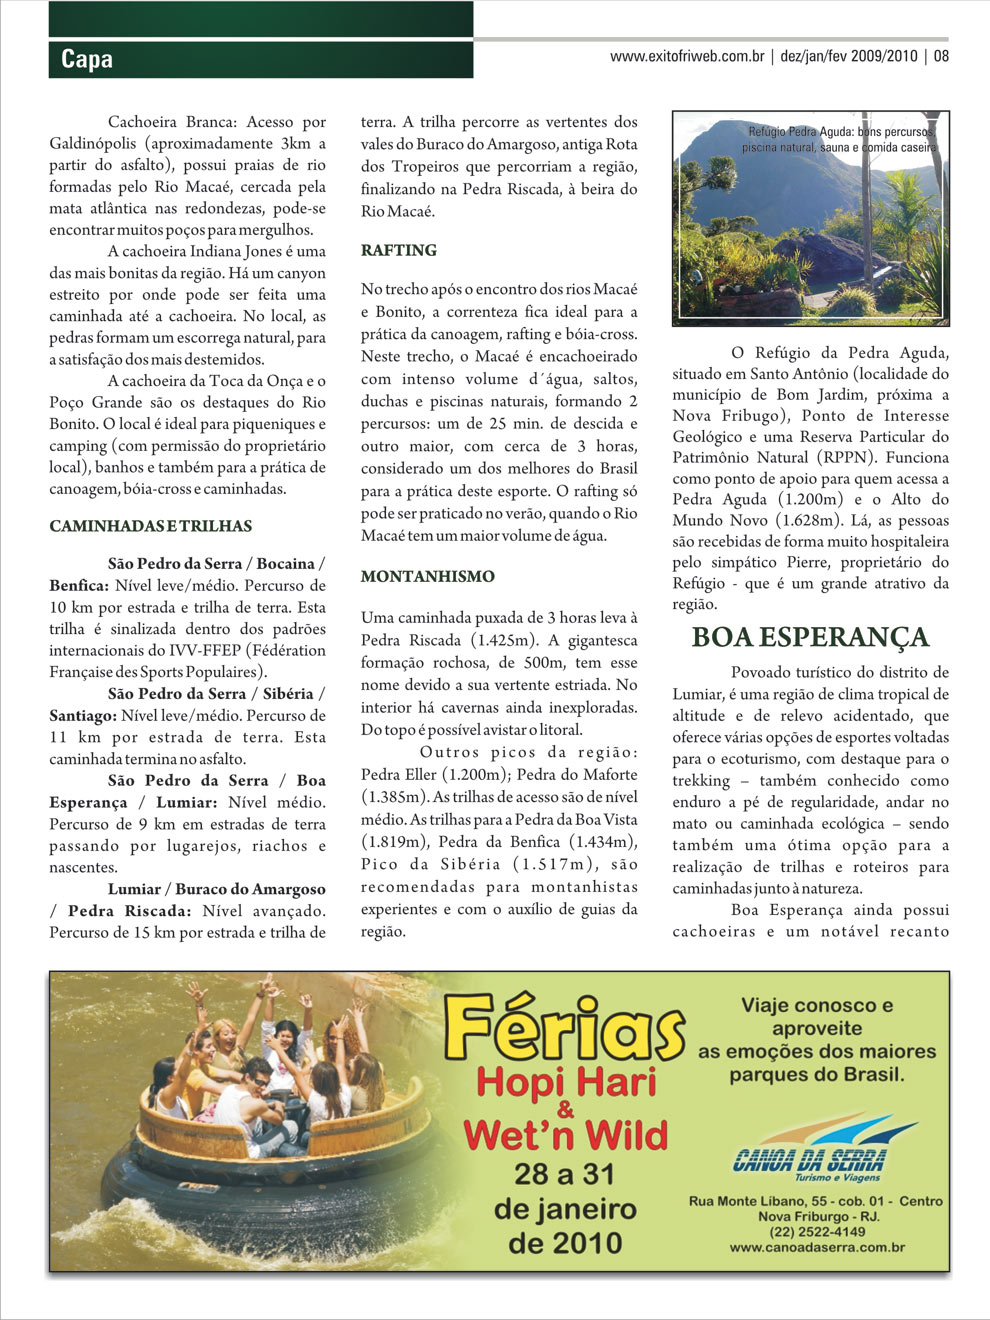 Capa
www.exitofriweb.com.br | dez/jan/fev 2009/2010 | 08
Cachoeira Branca: Acesso por
Galdinópolis (aproximadamente 3km a
partir do asfalto), possui praias de rio
formadas pelo Rio Macaé, cercada pela
mata atlântica nas redondezas, pode-se
encontrar muitos poços para mergulhos.
A cachoeira Indiana Jones é uma
das mais bonitas da região. Há um canyon
estreito por onde pode ser feita uma
caminhada até a cachoeira. No local, as
pedras formam um escorrega natural, para
a satisfação dos mais destemidos.
A cachoeira da Toca da Onça e o
Poço Grande são os destaques do Rio
Bonito. O local é ideal para piqueniques e
camping (com permissão do proprietário
local), banhos e também para a prática de
canoagem, bóia-cross e caminhadas.
CAMINHADAS E TRILHAS
São Pedro da Serra / Bocaina /
Benfica: Nível leve/médio. Percurso de
10 km por estrada e trilha de terra. Esta
trilha é sinalizada dentro dos padrões
internacionais do IVV-FFEP (Fédération
Française des Sports Populaires).
São Pedro da Serra / Sibéria /
Santiago: Nível leve/médio. Percurso de
11 km por estrada de terra. Esta
caminhada termina no asfalto.
São Pedro da Serra / Boa
Esperança / Lumiar: Nível médio.
Percurso de 9 km em estradas de terra
passando por lugarejos, riachos e
nascentes.
Lumiar / Buraco do Amargoso
/ Pedra Riscada: Nível avançado.
Percurso de 15 km por estrada e trilha de
terra. A trilha percorre as vertentes dos
vales do Buraco do Amargoso, antiga Rota
dos Tropeiros que percorriam a região,
finalizando na Pedra Riscada, à beira do
Rio Macaé.
RAFTING
No trecho após o encontro dos rios Macaé
e Bonito, a correnteza fica ideal para a
prática da canoagem, rafting e bóia-cross.
Neste trecho, o Macaé é encachoeirado
com intenso volume d´água, saltos,
duchas e piscinas naturais, formando 2
percursos: um de 25 min. de descida e
outro maior, com cerca de 3 horas,
considerado um dos melhores do Brasil
para a prática deste esporte. O rafting só
pode ser praticado no verão, quando o Rio
Macaé tem um maior volume de água.
MONTANHISMO
Uma caminhada puxada de 3 horas leva à
Pedra Riscada (1.425m). A gigantesca
formação rochosa, de 500m, tem esse
nome devido a sua vertente estriada. No
interior há cavernas ainda inexploradas.
Do topo é possível avistar o litoral.
Outros picos da região:
Pedra Eller (1.200m); Pedra do Maforte
(1.385m). As trilhas de acesso são de nível
médio. As trilhas para a Pedra da Boa Vista
(1.819m), Pedra da Benfica (1.434m),
Pico da Sibéria (1.517m), são
recomendadas para montanhistas
experientes e com o auxílio de guias da
região.
Refúgio Pedra Aguda: bons percursos,
piscina natural, sauna e comida caseira
O Refúgio da Pedra Aguda,
situado em Santo Antônio (localidade do
município de Bom Jardim, próxima a
Nova Fribugo), Ponto de Interesse
Geológico e uma Reserva Particular do
Patrimônio Natural (RPPN). Funciona
como ponto de apoio para quem acessa a
Pedra Aguda (1.200m) e o Alto do
Mundo Novo (1.628m). Lá, as pessoas
são recebidas de forma muito hospitaleira
pelo simpático Pierre, proprietário do
Refúgio - que é um grande atrativo da
região.
BOA ESPERANÇA
Povoado turístico do distrito de
Lumiar, é uma região de clima tropical de
altitude e de relevo acidentado, que
oferece várias opções de esportes voltadas
para o ecoturismo, com destaque para o
trekking – também conhecido como
enduro a pé de regularidade, andar no
mato ou caminhada ecológica – sendo
também uma ótima opção para a
realização de trilhas e roteiros para
caminhadas junto à natureza.
Boa Esperança ainda possui
cachoeiras e um notável recanto
Férias
Hopi Hari
&
Wet'n Wild
28 a 31
de janeiro
de 2010
Viaje conosco e
aproveite
as emoções dos maiores
parques do Brasil.
CANOA DA SERRA
Turismo e Viagens
Rua Monte Líbano, 55 - cob. 01 - Centro
Nova Friburgo - RJ.
(22) 2522-4149
www.canoadaserra.com.br